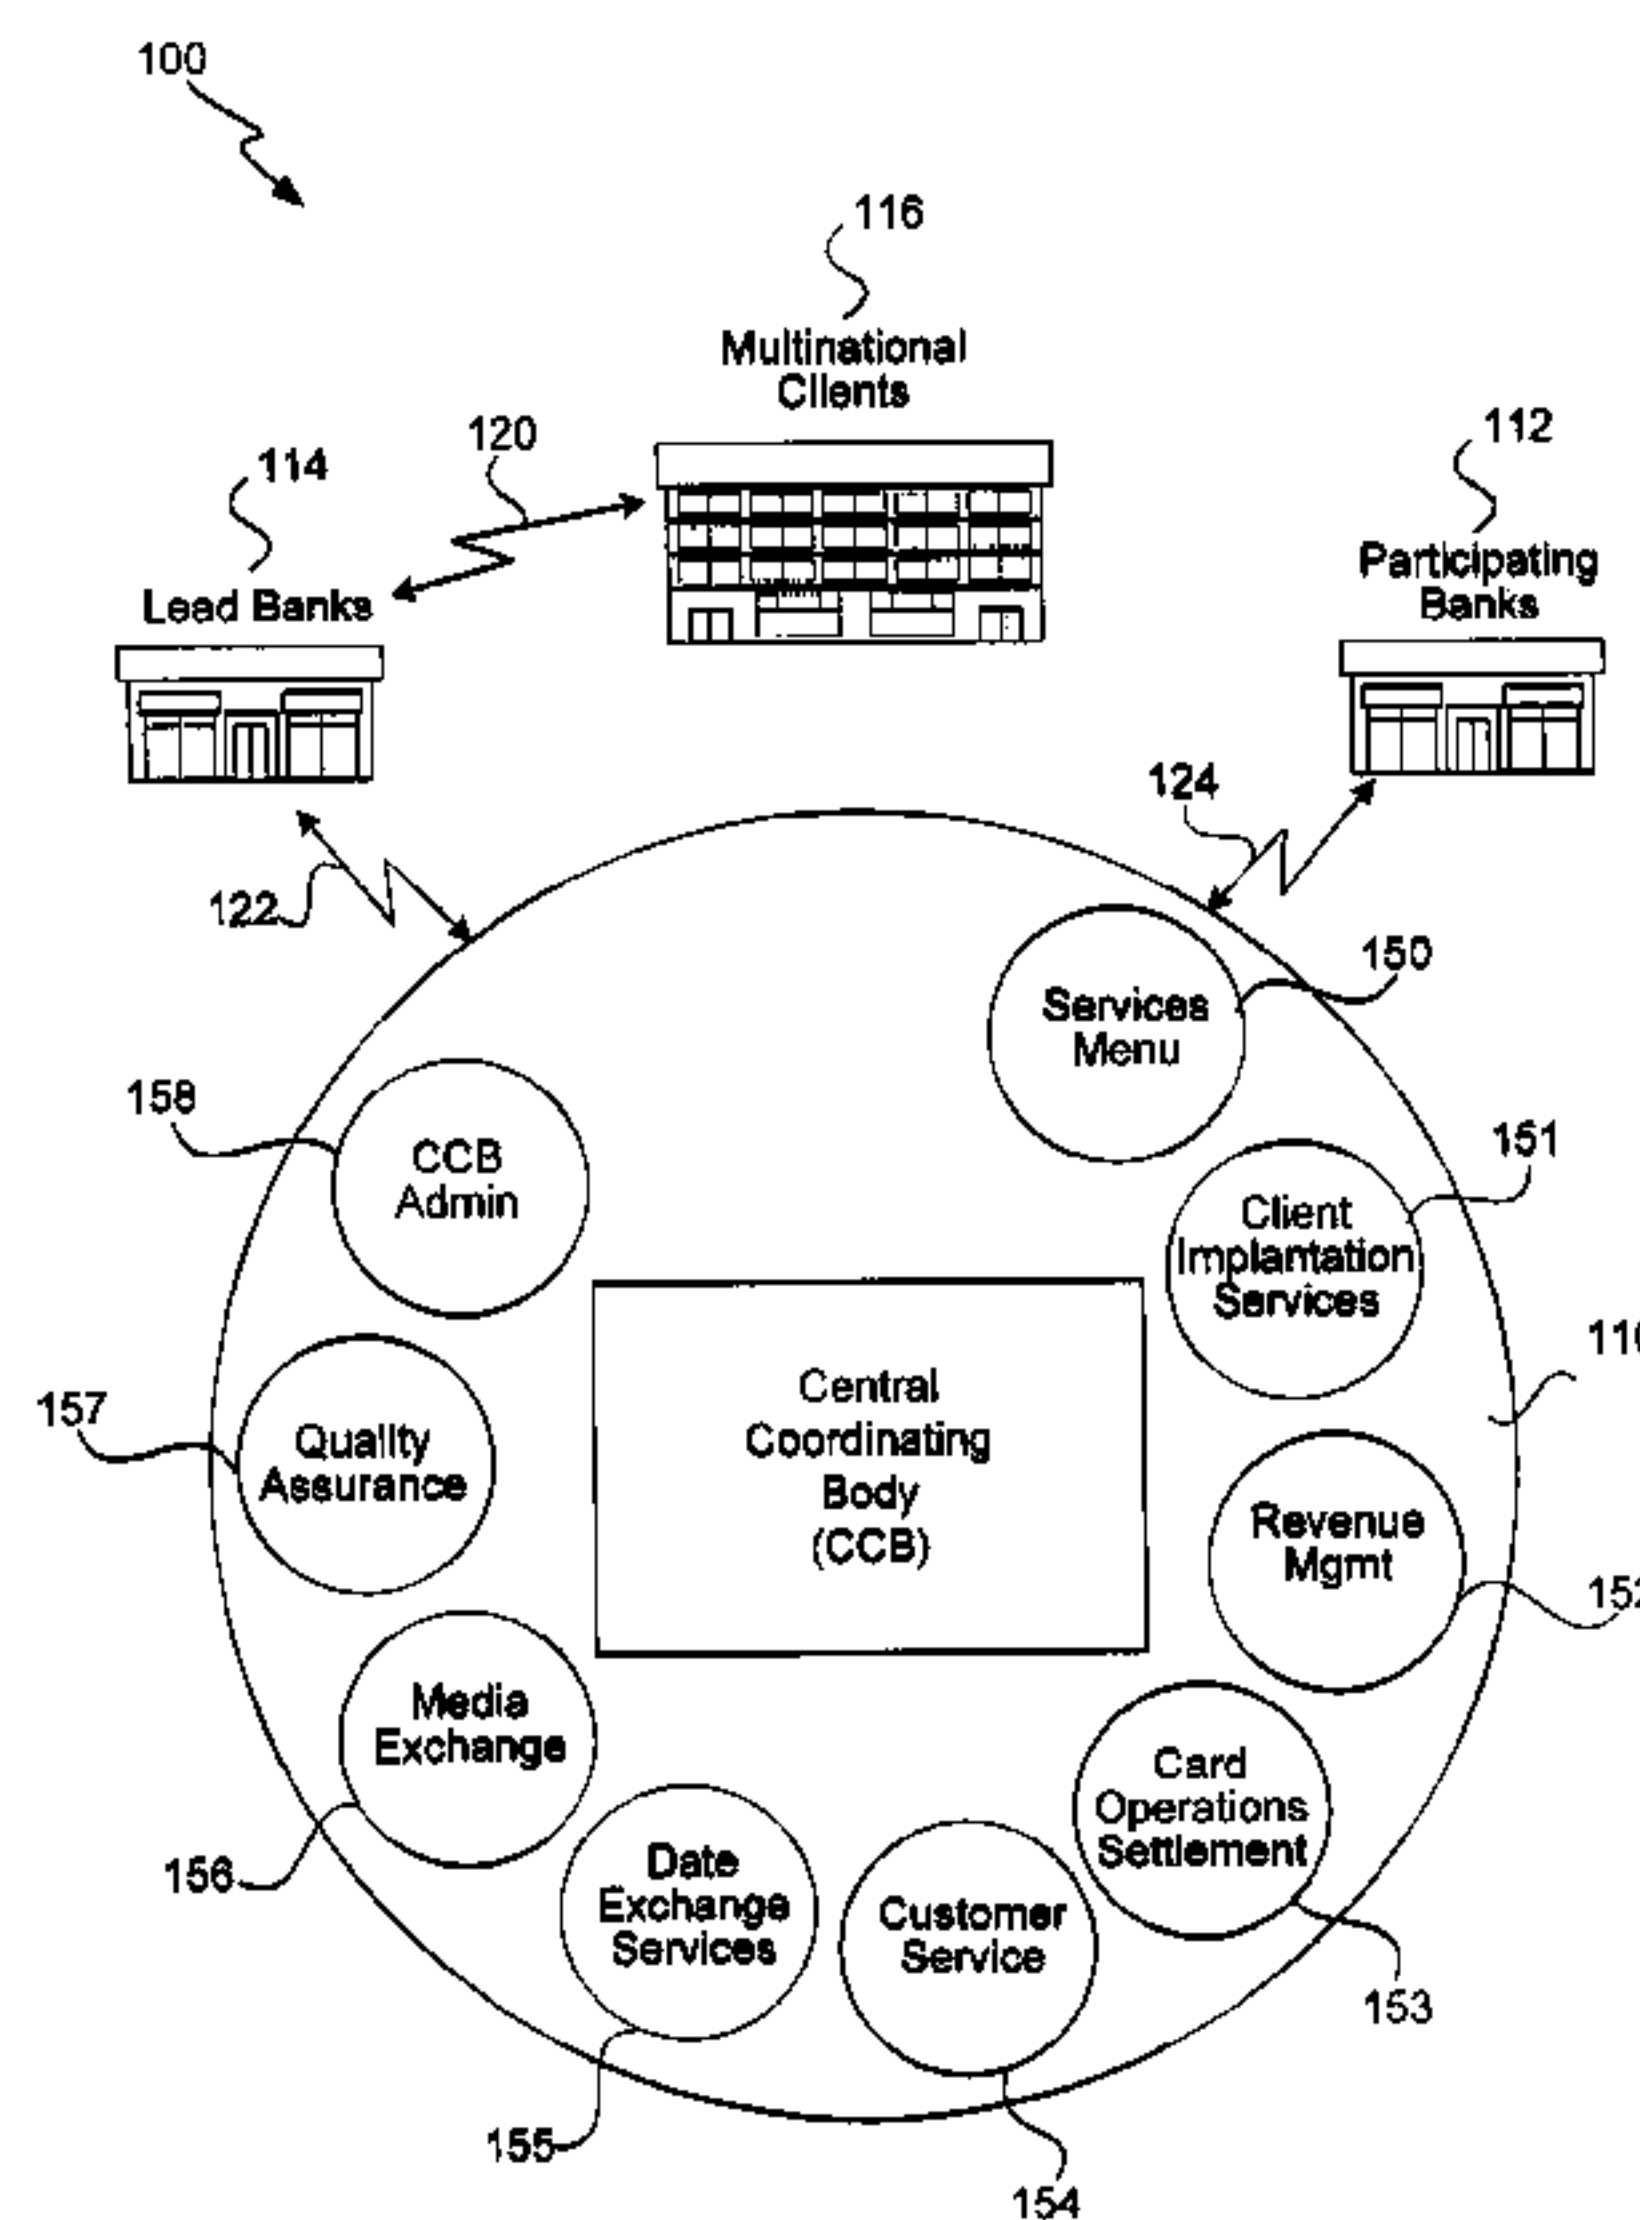 100
116
Multinational
Clients
120
112
114
Participating
Banks
Lead Banks
124
122
150
Services
Menu
158
151
CCB
Admin
Client
Implantation
Services
110
Central
Coordinating
Body
(CCB)
157
Quality
Assurance
Revenue
Mgmt
152
Media
Exchange
Card
Operations
Settlement
156
Date
Exchange
Services
Customer
Service
153
155
154